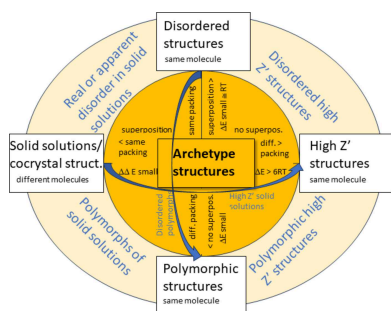 Disordered
structures
same molecule
Real or apparent
disorder in solid
solutions
Disordered high
Z' structures
same packing
superposition >
ΔE small ≅ RT
superposition
< same
packing
no superpos.
diff. >
packing
Solid solutions/
cocrystal struct.
different molecules
Archetype
structures
High Z'
structures
same molecule
ΔΔ E small
ΔE > 6RT
Disordered
polymorphs
High Z' solid
solutions
diff. packing
< no superpos.
ΔE small
Polymorphs of
solid solutions
Polymorphic high
Z' structures
Polymorphic
structures
same molecule